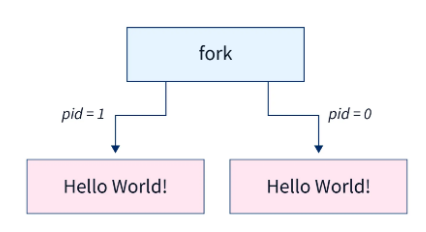 fork
pid = 1
pid = 0
Hello World!
Hello World!